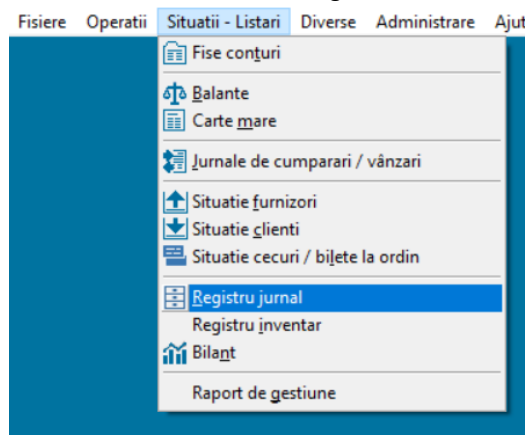 Fisiere Operatii Situatii - Listari Diverse Administrare Ajut
Fise conturi
Balante
Carte mare
Jurnale de cumparari / vânzari
Situatie furnizori
Situatie clienti
Situatie cecuri / bilete la ordin
Registru jurnal
Registru inventar
Bilant
Raport de gestiune